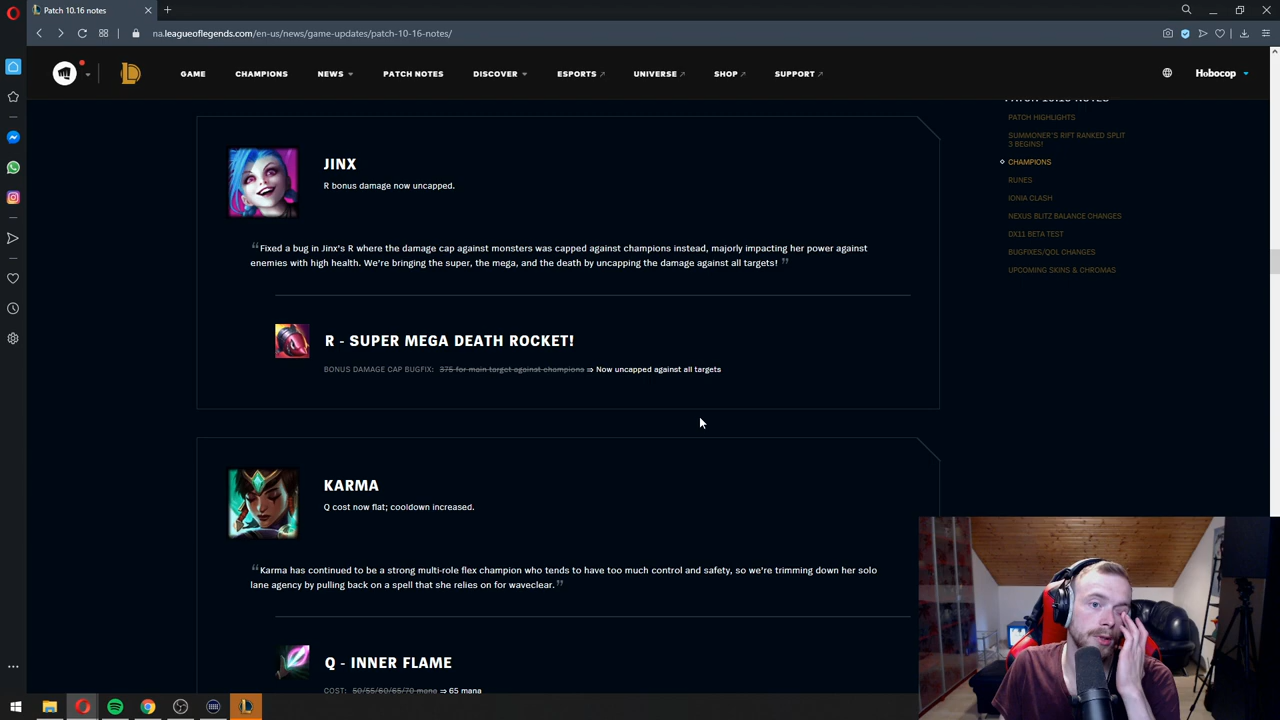 Patch 10.16 notes
na.leagueoflegends.com/en-us/news/game-updates/patch-10-16-notes/
GAME CHAMPIONS NEWS PATCH NOTES DISCOVER ESPORTS UNIVERSE SHOP SUPPORT Hobocop
PATCH 10.16 NOTES
PATCH HIGHLIGHTS
SUMMONER'S RIFT RANKED SPLIT
3 BEGINS!
CHAMPIONS
RUNES
IONIA CLASH
NEXUS BLITZ BALANCE CHANGES
DX11 BETA TEST
BUGFIXES/QOL CHANGES
UPCOMING SKINS & CHROMAS
JINX
R bonus damage now uncapped.
“Fixed a bug in Jinx's R where the damage cap against monsters was capped against champions instead, majorly impacting her power against
enemies with high health. We're bringing the super, the mega, and the death by uncapping the damage against all targets! ”
R - SUPER MEGA DEATH ROCKET!
BONUS DAMAGE CAP BUGFIX: 375 for main target against champions ⇒ Now uncapped against all targets
KARMA
Q cost now flat; cooldown increased.
“Karma has continued to be a strong multi-role flex champion who tends to have too much control and safety, so we're trimming down her solo
lane agency by pulling back on a spell that she relies on for waveclear.”
Q - INNER FLAME
COST: 50/55/60/65/70 mana ⇒ 65 mana